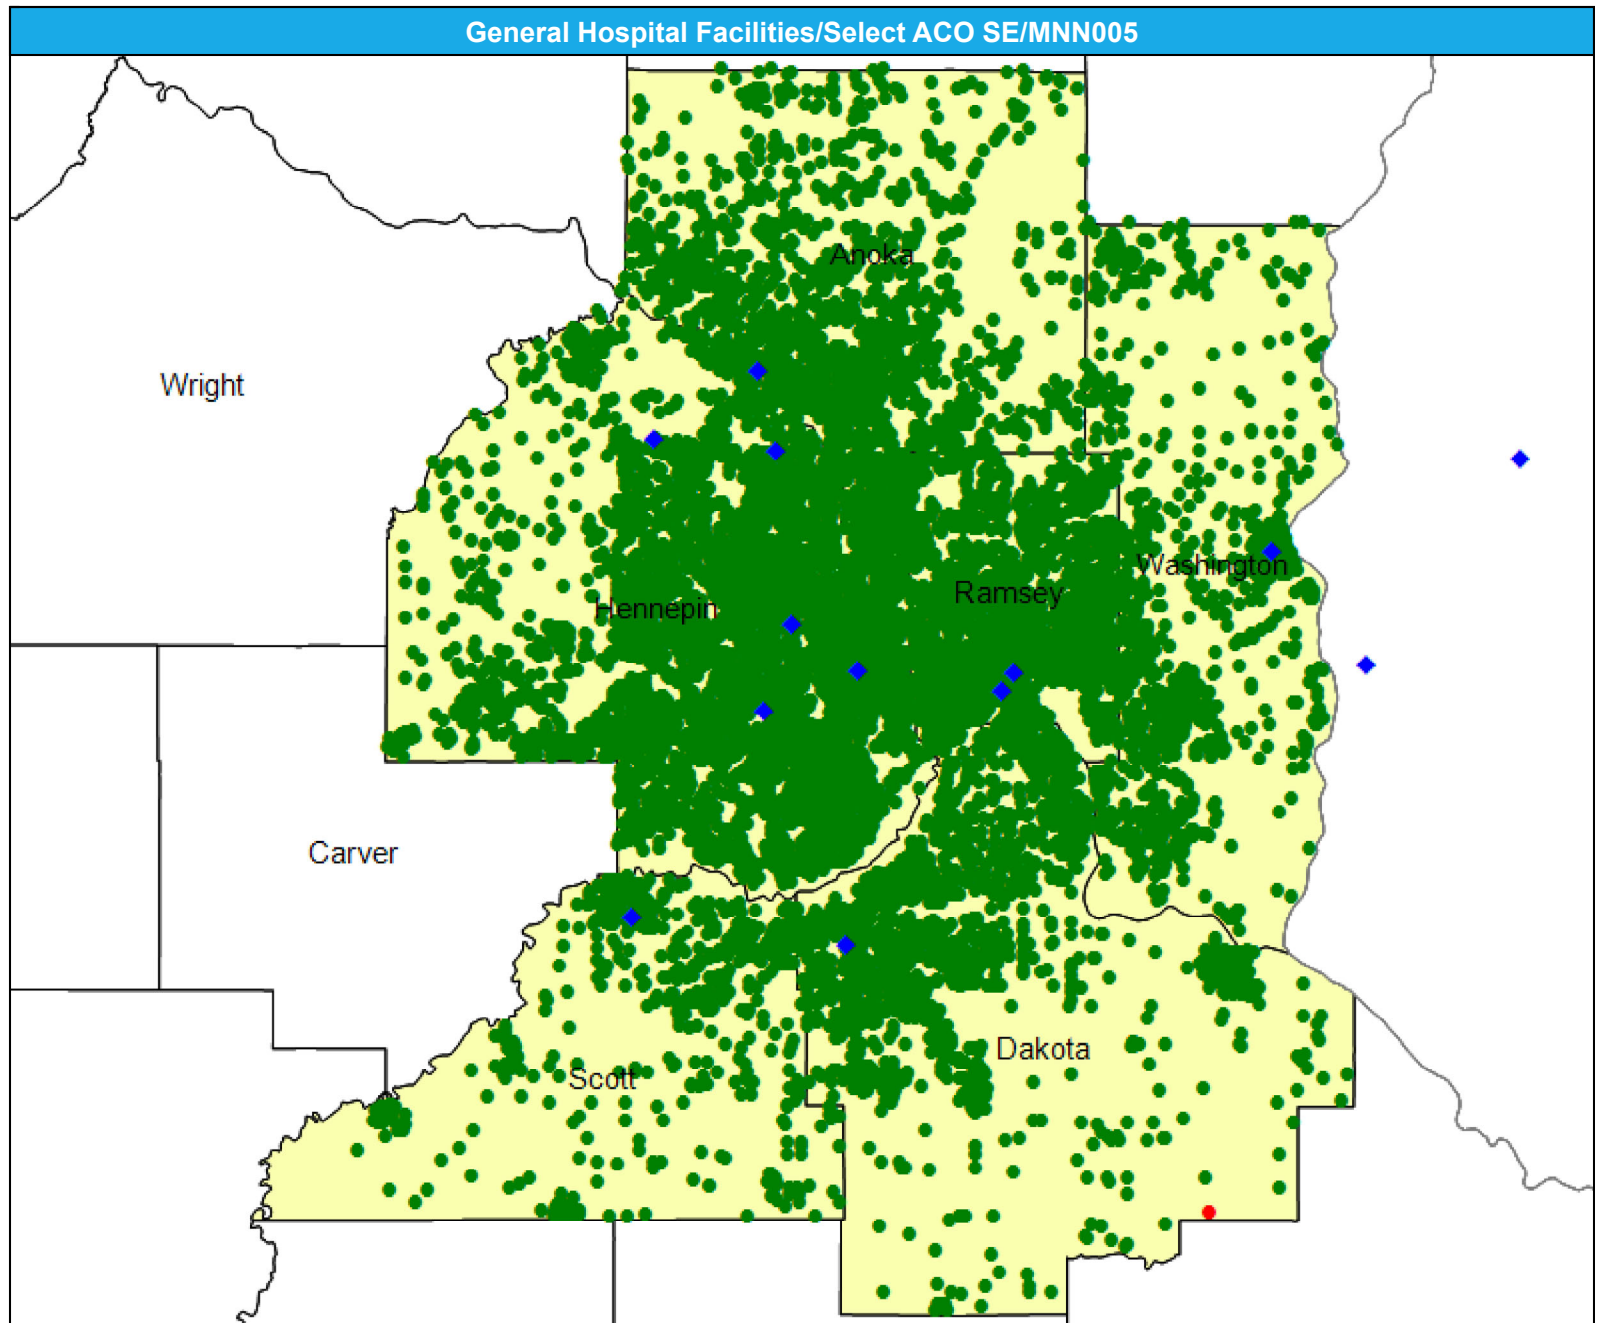 General Hospital Facilities/Select ACO SE/MNN005
Anoka
Wright
Washington
Ramsey
Hennepin
Carver
Dakota
Scott